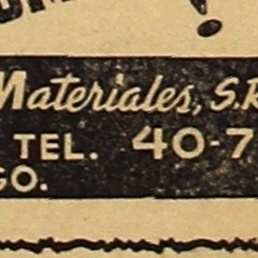 Materiales, S.R
TEL. 40-7
GO.